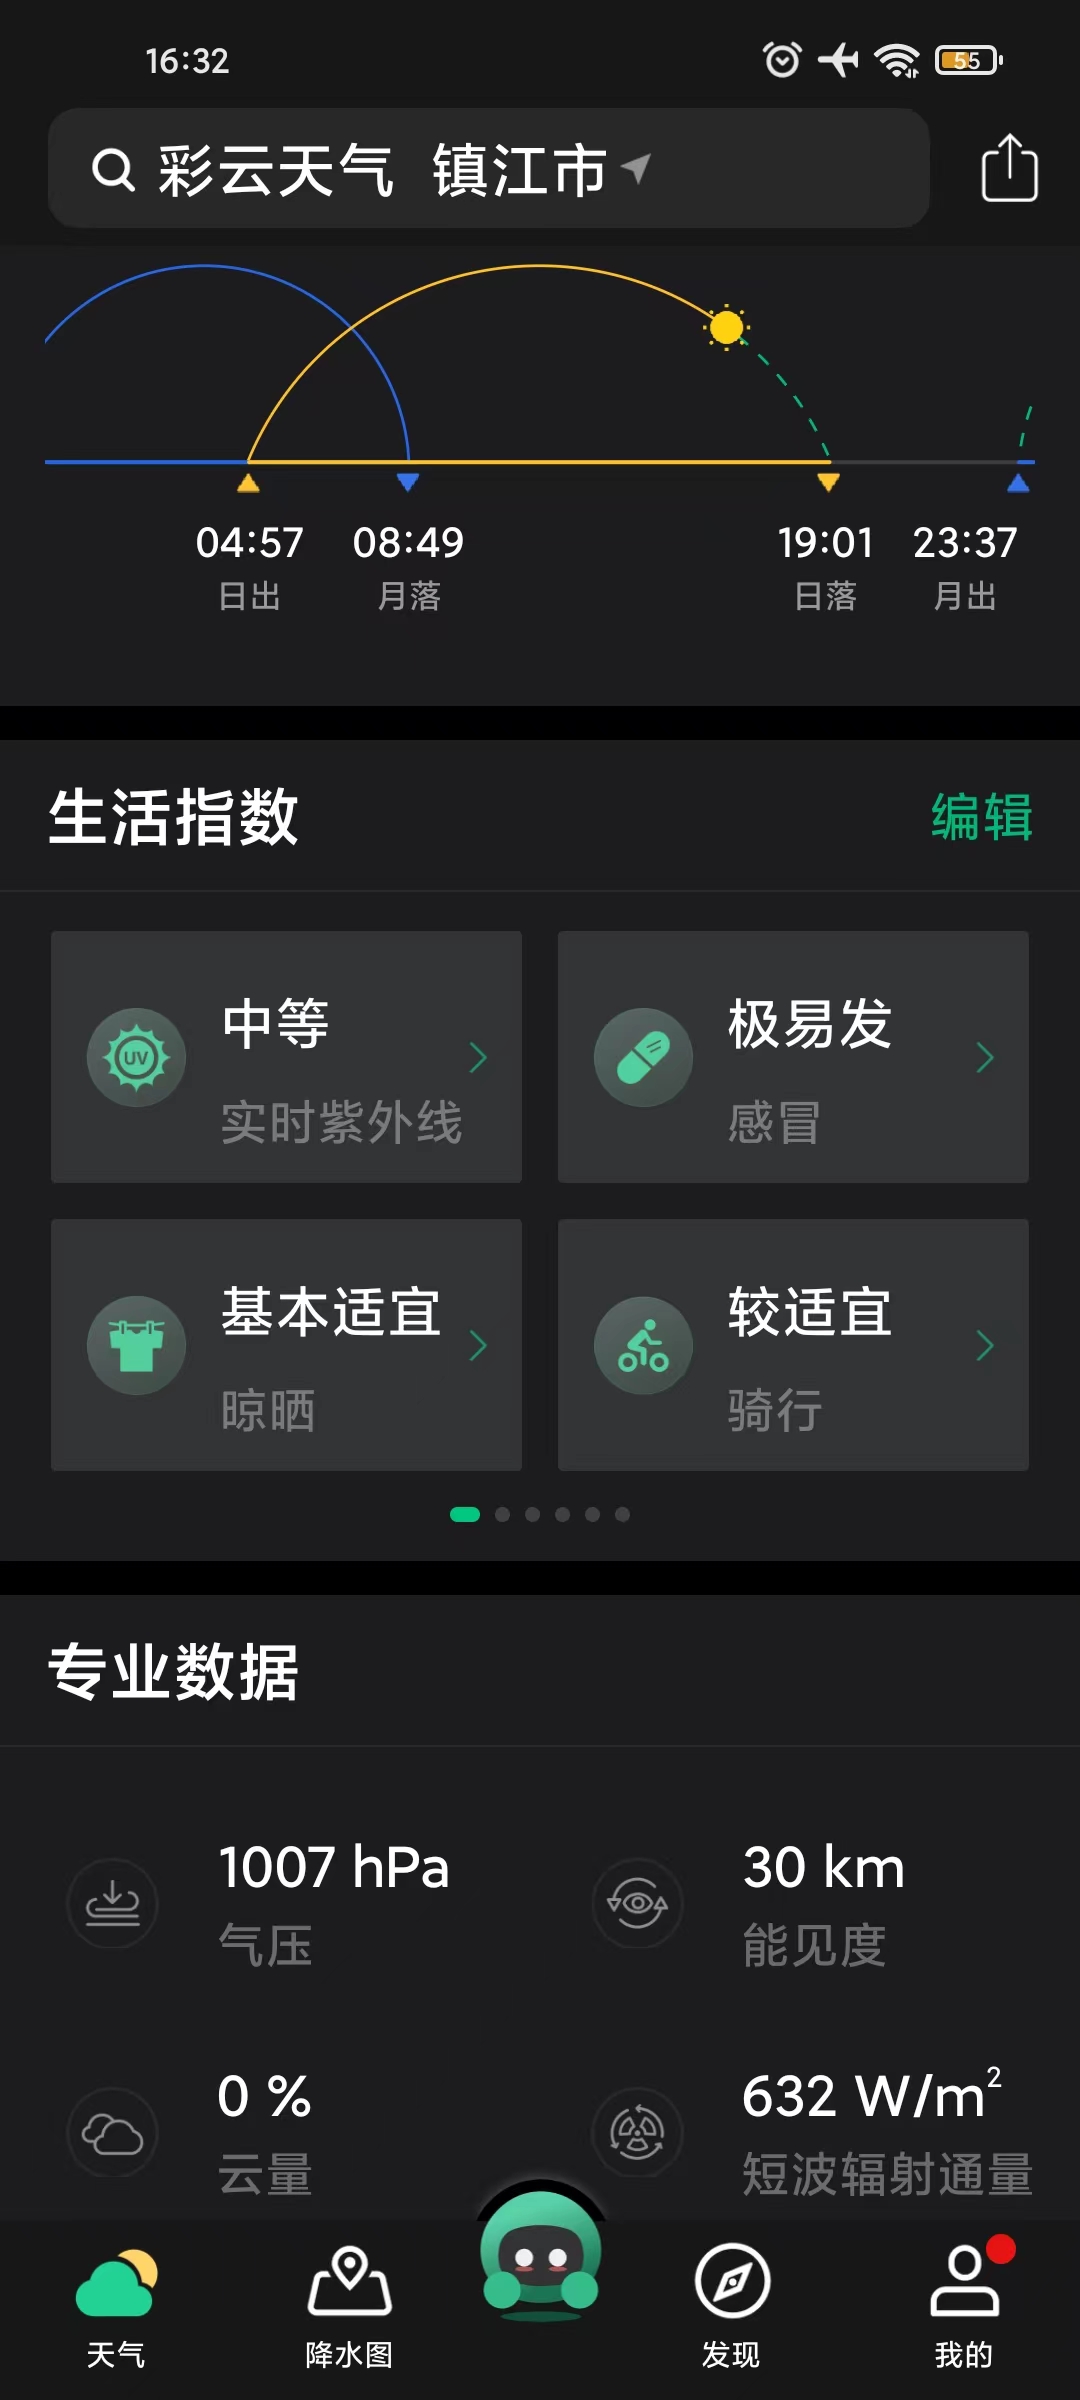 16:32
55
彩云天气 镇江市
04:57 08:49 19:01 23:37
日出 月落 日落 月出
生活指数 编辑
中等 极易发
UV
实时紫外线 感冒
基本适宜 较适宜
晾晒 骑行
专业数据
1007 hPa 30 km
气压 能见度
0 % 632 W/m²
云量 短波辐射通量
天气 降水图 发现 我的